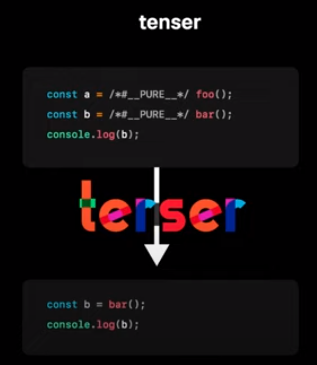 tenser
const a = /*#__PURE__*/ foo();
const b = /*#__PURE__*/ bar();
console.log(b);
terser
const b = bar();
console.log(b);